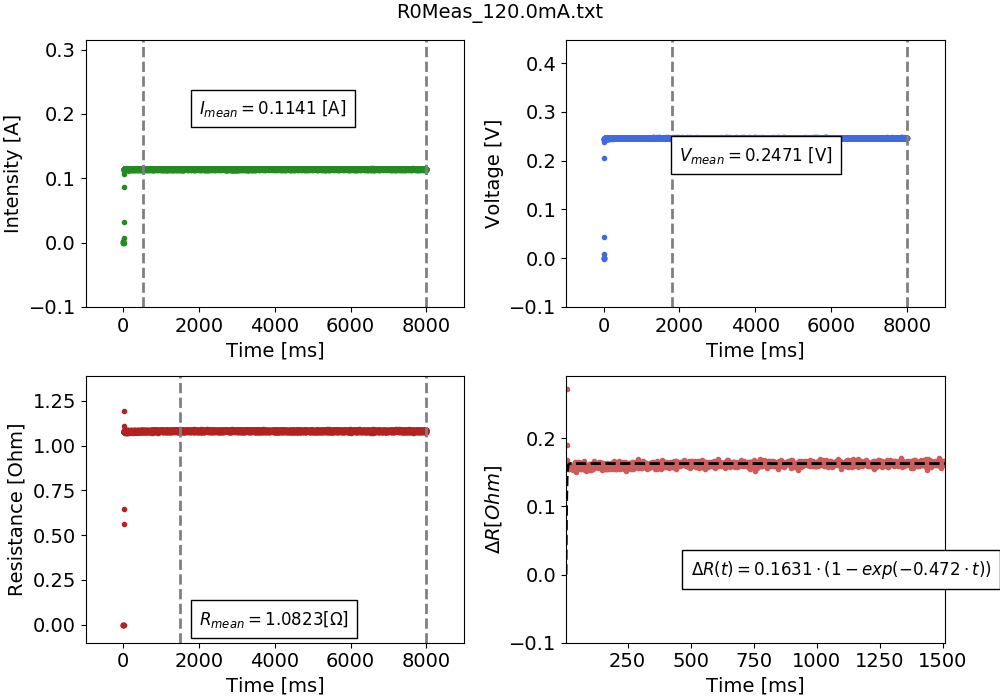 R0Meas_120.0mA.txt
Intensity [A]
0.3
0.2
0.1
0.0
−0.1
I_mean = 0.1141 [A]
0 2000 4000 6000 8000
Time [ms]
Voltage [V]
0.4
0.3
0.2
0.1
0.0
−0.1
V_mean = 0.2471 [V]
0 2000 4000 6000 8000
Time [ms]
Resistance [Ohm]
1.25
1.00
0.75
0.50
0.25
0.00
R_mean = 1.0823[Ω]
0 2000 4000 6000 8000
Time [ms]
ΔR[Ohm]
0.2
0.1
0.0
−0.1
ΔR(t) = 0.1631 · (1 − exp(−0.472 · t))
250 500 750 1000 1250 1500
Time [ms]